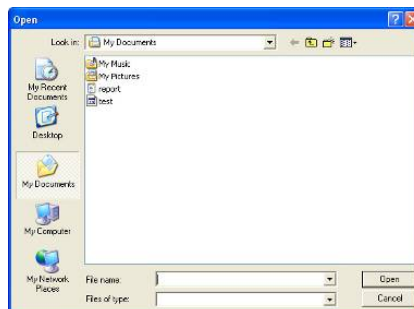 Open
Look in: My Documents
My Recent
Documents
Desktop
My Documents
My Computer
My Network
Places
My Music
My Pictures
report
test
File name:
Open
Files of type:
Cancel